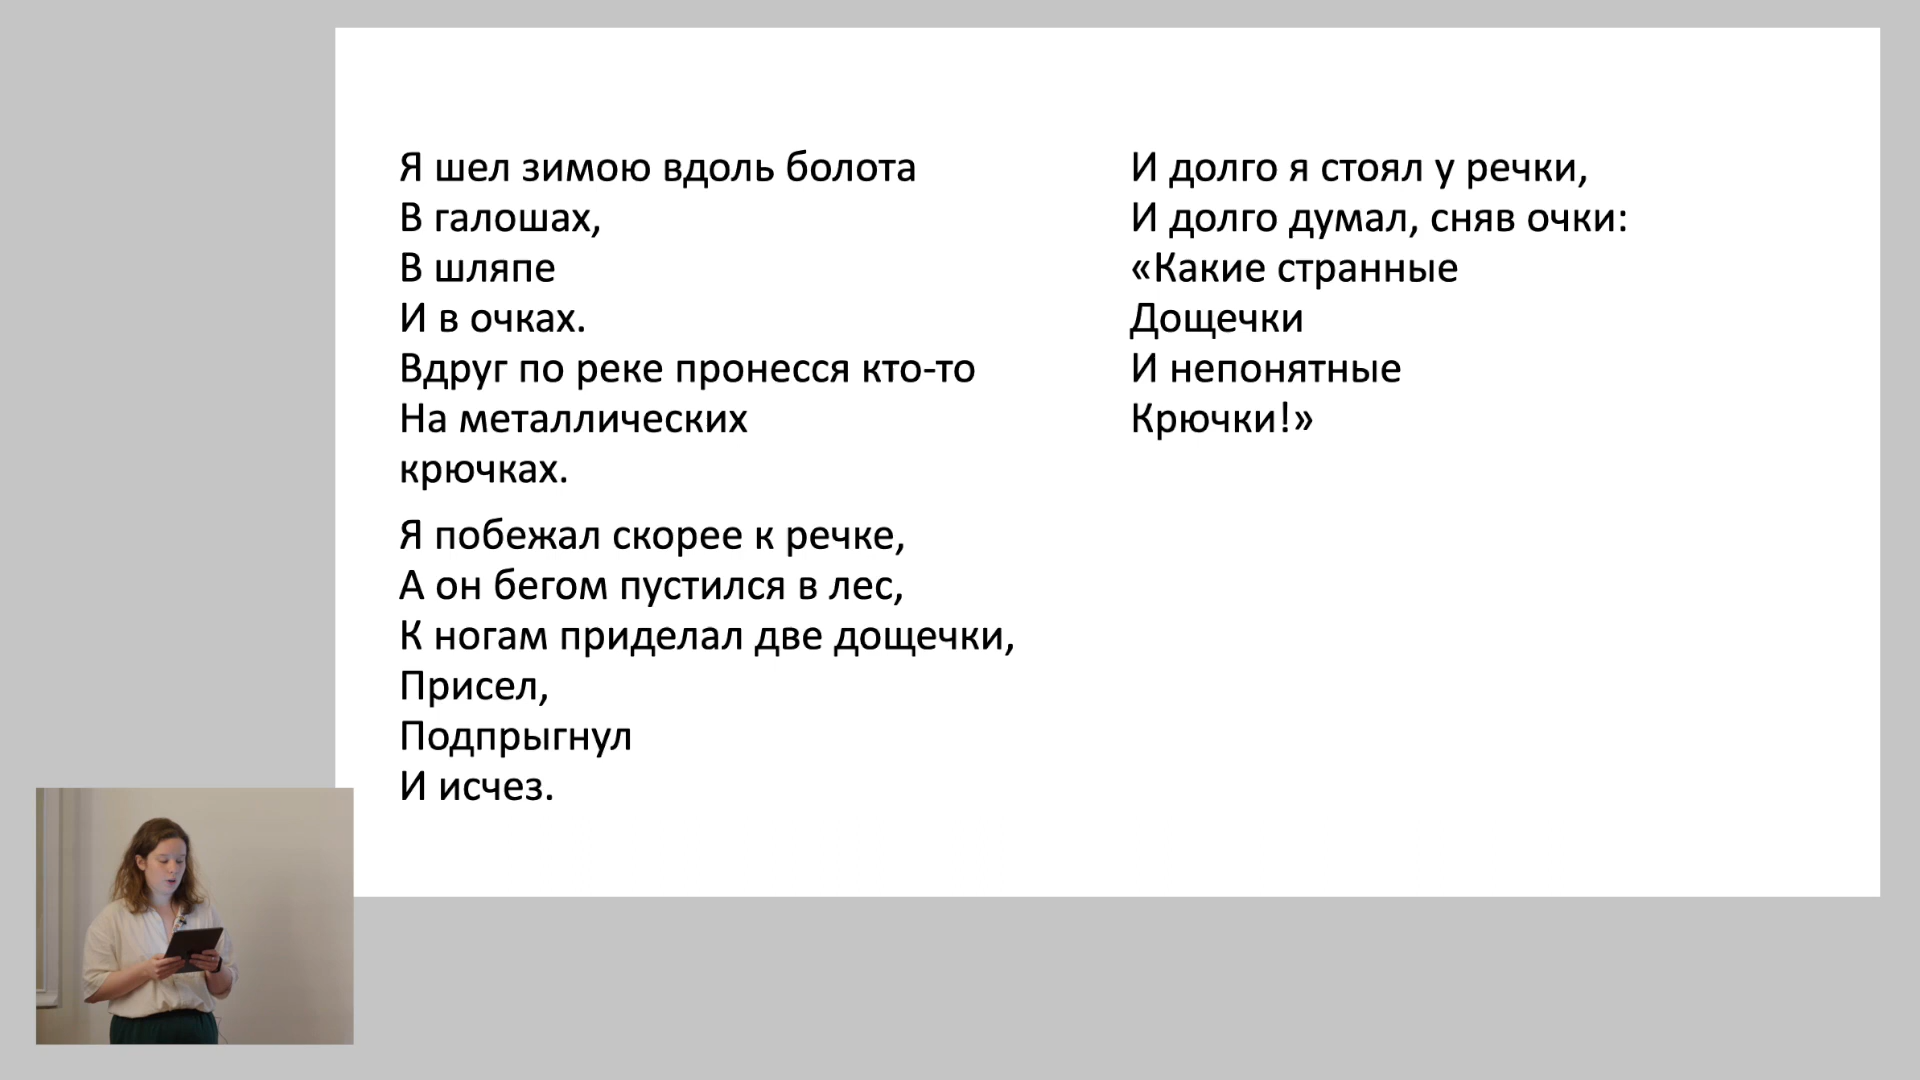 Я шел зимою вдоль болота
В галошах,
В шляпе
И в очках.
Вдруг по реке пронесся кто-то
На металлических
крючках.
Я побежал скорее к речке,
А он бегом пустился в лес,
К ногам приделал две дощечки,
Присел,
Подпрыгнул
И исчез.
И долго я стоял у речки,
И долго думал, сняв очки:
«Какие странные
Дощечки
И непонятные
Крючки!»